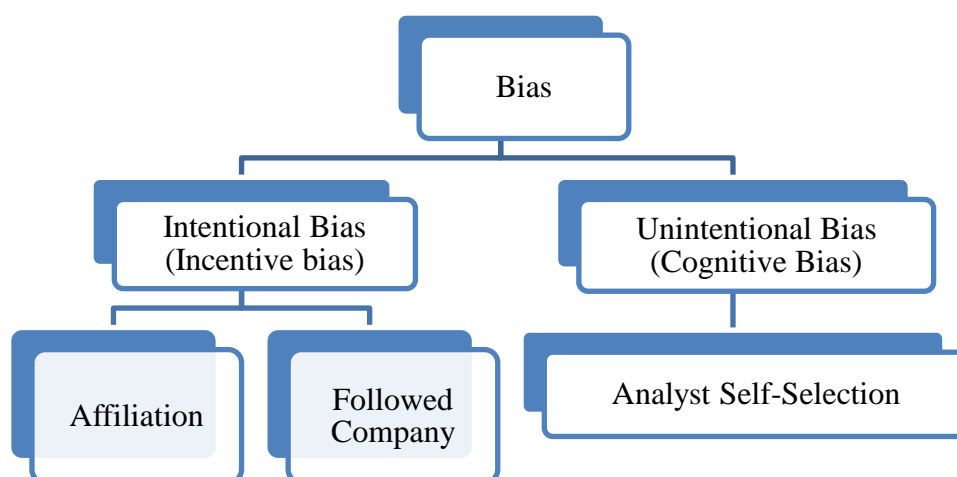 Bias
Intentional Bias
(Incentive bias)
Unintentional Bias
(Cognitive Bias)
Affiliation
Followed
Company
Analyst Self-Selection